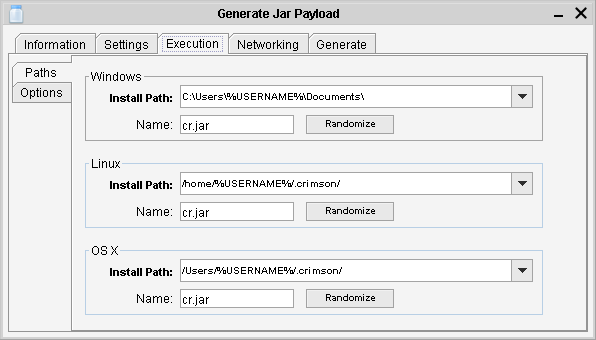 Generate Jar Payload
Information Settings Execution Networking Generate
Paths
Options
Windows
Install Path: C:\Users\%USERNAME%\Documents\
Name: cr.jar Randomize
Linux
Install Path: /home/%USERNAME%/.crimson/
Name: cr.jar Randomize
OS X
Install Path: /Users/%USERNAME%/.crimson/
Name: cr.jar Randomize